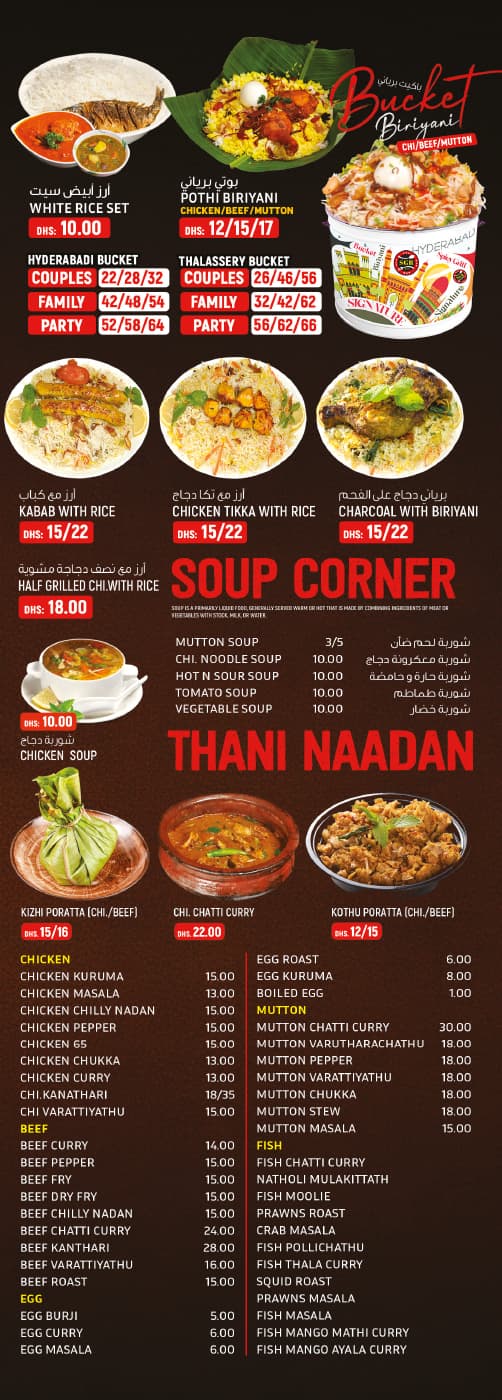 باكيت برياني
Bucket
Biriyani
CHI/BEEF/MUTTON
أرز أبيض سيت
WHITE RICE SET
DHS: 10.00
بوتي برياني
POTHI BIRIYANI
CHICKEN/BEEF/MUTTON
DHS: 12/15/17
Bucket
Biriyani
HYDERABAD
SGR
Spicy Grill
SIGNATURE
Signature
HYDERABADI BUCKET
COUPLES 22/28/32
FAMILY 42/48/54
PARTY 52/58/64
THALASSERY BUCKET
COUPLES 26/46/56
FAMILY 32/42/62
PARTY 56/62/66
أرز مع كباب
KABAB WITH RICE
DHS: 15/22
أرز مع تكا دجاج
CHICKEN TIKKA WITH RICE
DHS: 15/22
برياني دجاج على الفحم
CHARCOAL WITH BIRIYANI
DHS: 15/22
أرز مع نصف دجاجة مشوية
HALF GRILLED CHI.WITH RICE
DHS: 18.00
SOUP CORNER
SOUP IS A PRIMARILY LIQUID FOOD, GENERALLY SERVED WARM OR HOT THAT IS MADE BY COMBINING INGREDIENTS OF MEAT OR
VEGETABLES WITH STOCK, MILK, OR WATER.
MUTTON SOUP 3/5 شوربة لحم ضأن
CHI. NOODLE SOUP 10.00 شوربة معكرونة دجاج
HOT N SOUR SOUP 10.00 شوربة حارة و حامضة
TOMATO SOUP 10.00 شوربة طماطم
VEGETABLE SOUP 10.00 شوربة خضار
DHS: 10.00
شوربة دجاج
CHICKEN SOUP
THANI NAADAN
KIZHI PORATTA (CHI./BEEF)
DHS. 15/16
CHI. CHATTI CURRY
DHS. 22.00
KOTHU PORATTA (CHI./BEEF)
DHS. 12/15
CHICKEN
CHICKEN KURUMA 15.00
CHICKEN MASALA 13.00
CHICKEN CHILLY NADAN 15.00
CHICKEN PEPPER 15.00
CHICKEN 65 15.00
CHICKEN CHUKKA 13.00
CHICKEN CURRY 13.00
CHI.KANATHARI 18/35
CHI VARATTIYATHU 15.00
BEEF
BEEF CURRY 14.00
BEEF PEPPER 15.00
BEEF FRY 15.00
BEEF DRY FRY 15.00
BEEF CHILLY NADAN 15.00
BEEF CHATTI CURRY 24.00
BEEF KANTHARI 28.00
BEEF VARATTIYATHU 16.00
BEEF ROAST 15.00
EGG
EGG BURJI 5.00
EGG CURRY 6.00
EGG MASALA 6.00
EGG ROAST 6.00
EGG KURUMA 8.00
BOILED EGG 1.00
MUTTON
MUTTON CHATTI CURRY 30.00
MUTTON VARUTHARACHATHU 18.00
MUTTON PEPPER 18.00
MUTTON VARATTIYATHU 18.00
MUTTON CHUKKA 18.00
MUTTON STEW 18.00
MUTTON MASALA 15.00
FISH
FISH CHATTI CURRY
NATHOLI MULAKITTATH
FISH MOOLIE
PRAWNS ROAST
CRAB MASALA
FISH POLLICHATHU
FISH THALA CURRY
SQUID ROAST
PRAWNS MASALA
FISH MASALA
FISH MANGO MATHI CURRY
FISH MANGO AYALA CURRY